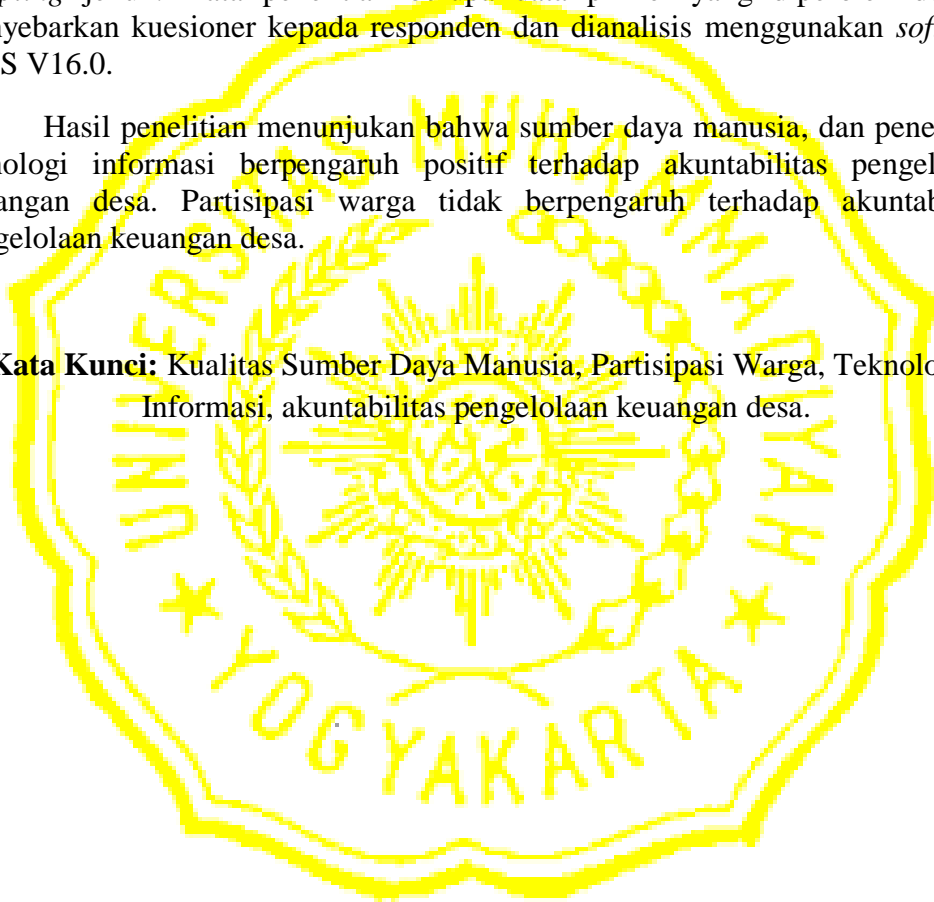 nyebarkan kuesioner kepada responden dan dianalisis menggunakan sof
S V16.0.
Hasil penelitian menunjukan bahwa sumber daya manusia, dan pene
nologi informasi berpengaruh positif terhadap akuntabilitas pengel
angan desa. Partisipasi warga tidak berpengaruh terhadap akuntab
gelolaan keuangan desa.
Kata Kunci: Kualitas Sumber Daya Manusia, Partisipasi Warga, Teknolo
Informasi, akuntabilitas pengelolaan keuangan desa.
UNIVERSITAS MUHAMMADIYAH
★ YOGYAKARTA ★